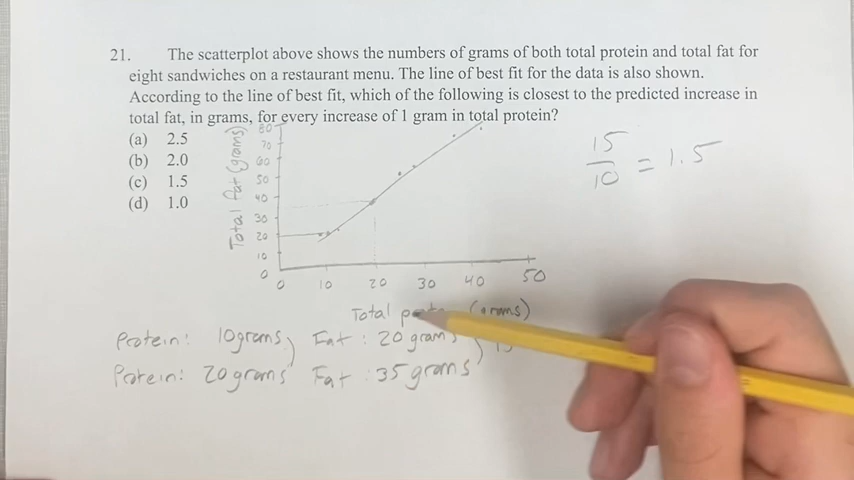 21. The scatterplot above shows the numbers of grams of both total protein and total fat for
eight sandwiches on a restaurant menu. The line of best fit for the data is also shown.
According to the line of best fit, which of the following is closest to the predicted increase in
total fat, in grams, for every increase of 1 gram in total protein?
(a) 2.5
(b) 2.0
(c) 1.5
(d) 1.0
Total fat (grams)
80
70
60
50
40
30
20
10
0
0 10 20 30 40 50
Total (grams)
15
10 = 1.5
Protein: 10grams Fat: 20 grams 15
Protein: 20grams Fat: 35 grams